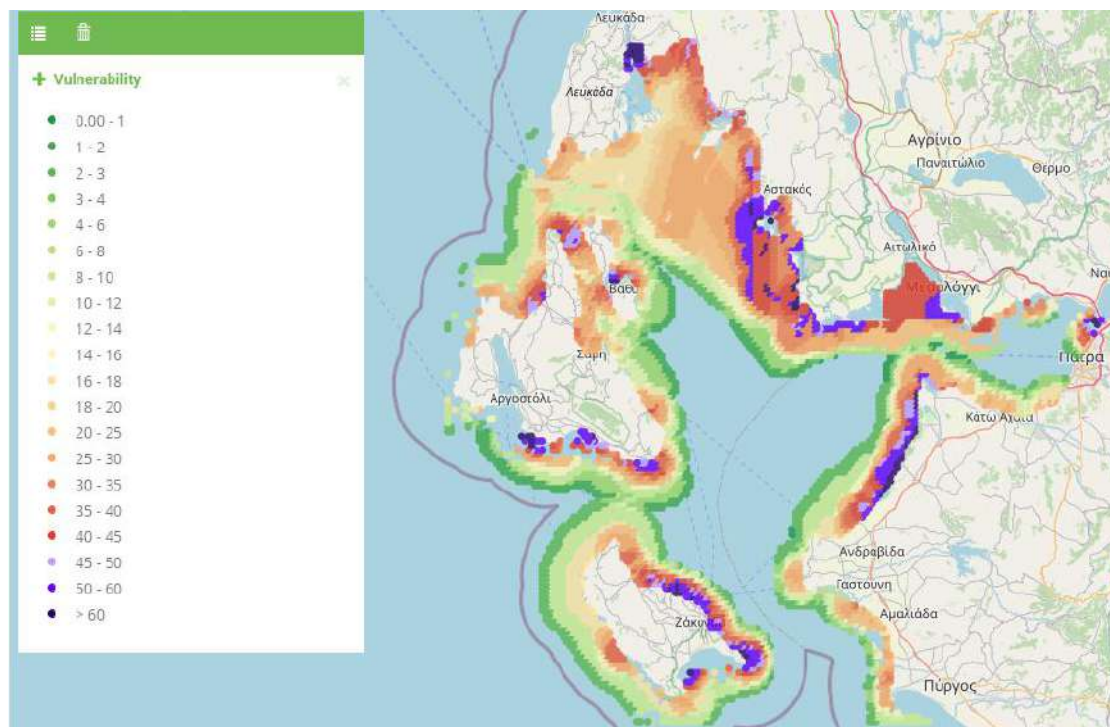 Vulnerability
0.00 - 1
1 - 2
2 - 3
3 - 4
4 - 6
6 - 8
8 - 10
10 - 12
12 - 14
14 - 16
16 - 18
18 - 20
20 - 25
25 - 30
30 - 35
35 - 40
40 - 45
45 - 50
50 - 60
> 60
Λευκάδα
Λευκάδα
Αγρίνιο
Παναιτώλιο
Θερμο
Αστακός
Αιτωλικό
Μεσολόγγι
Βαθύ
Σάμη
Πάτρα
Αργοστόλι
Κάτω Αχαΐα
Ανδραβίδα
Γαστούνη
Αμαλιάδα
Πύργος